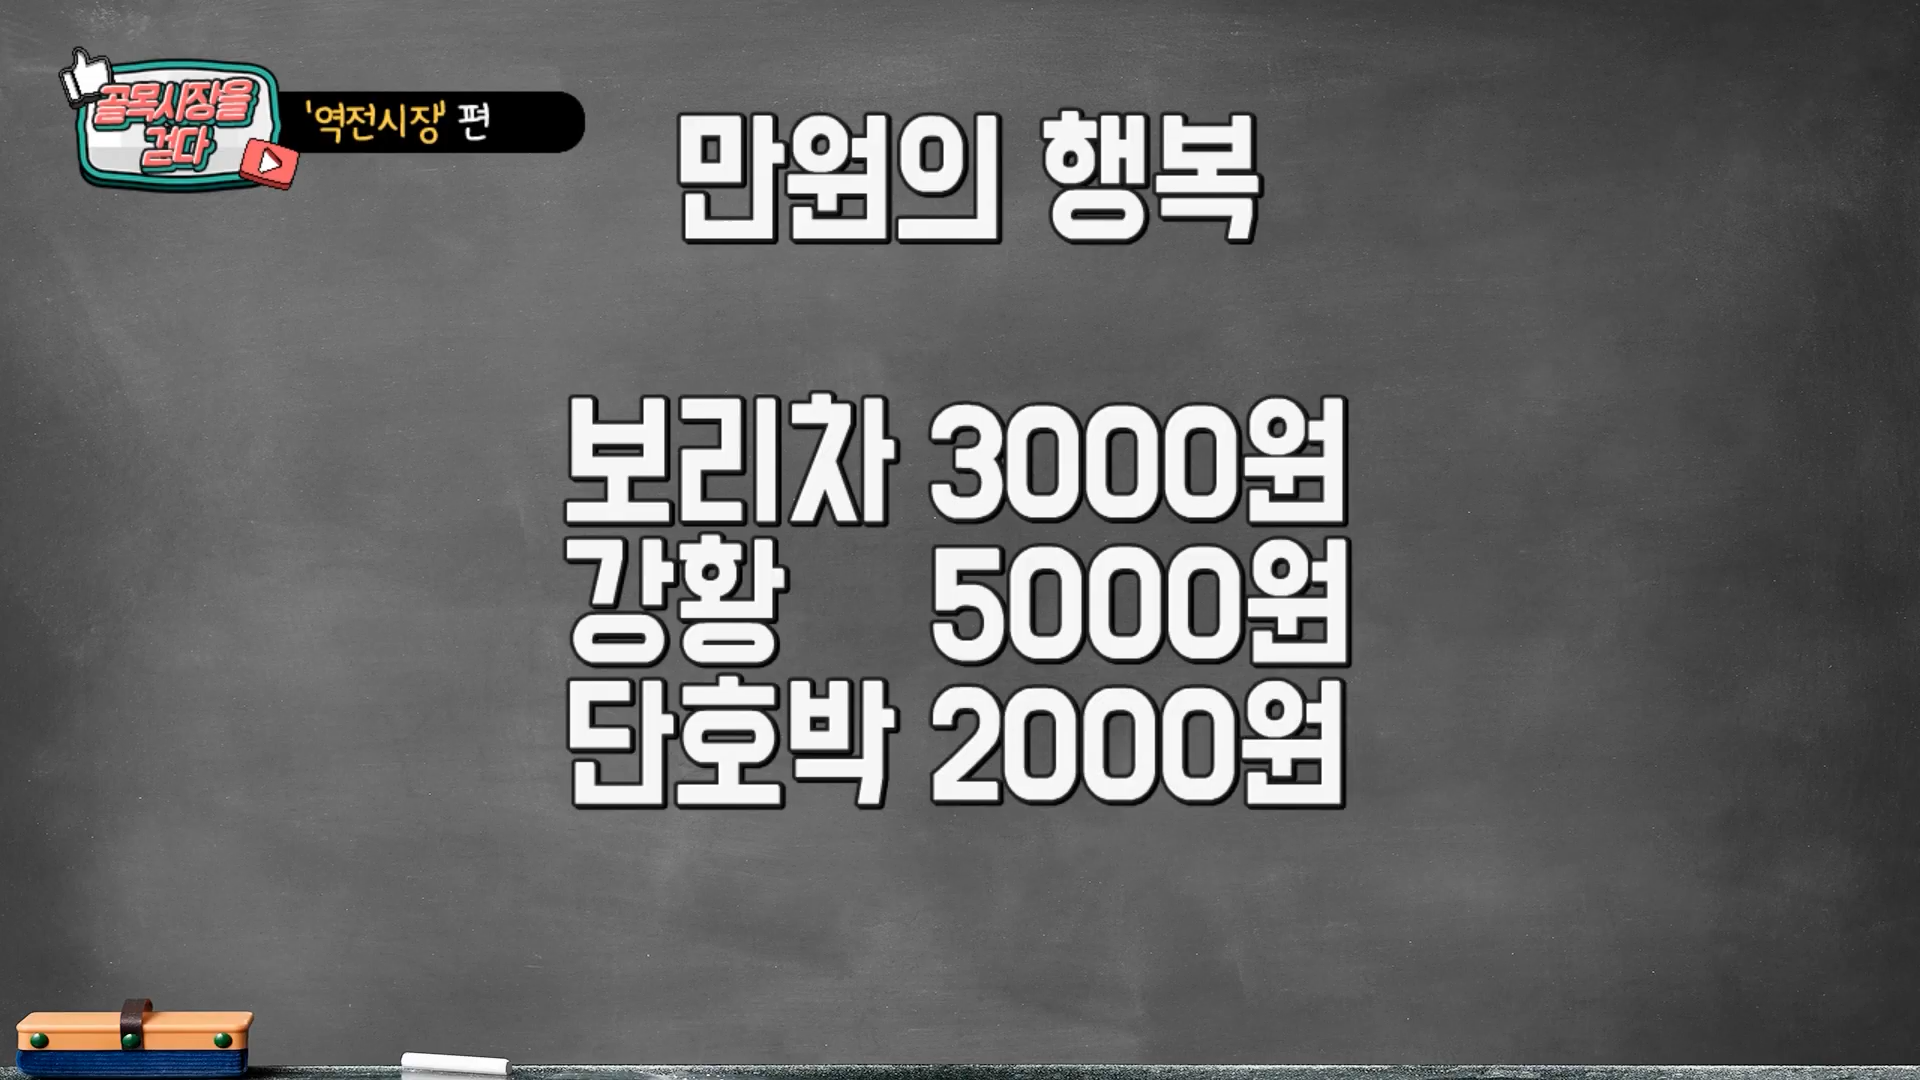 골목시장을
걷다
'역전시장' 편
만원의 행복
보리차 3000원
강황 5000원
단호박 2000원